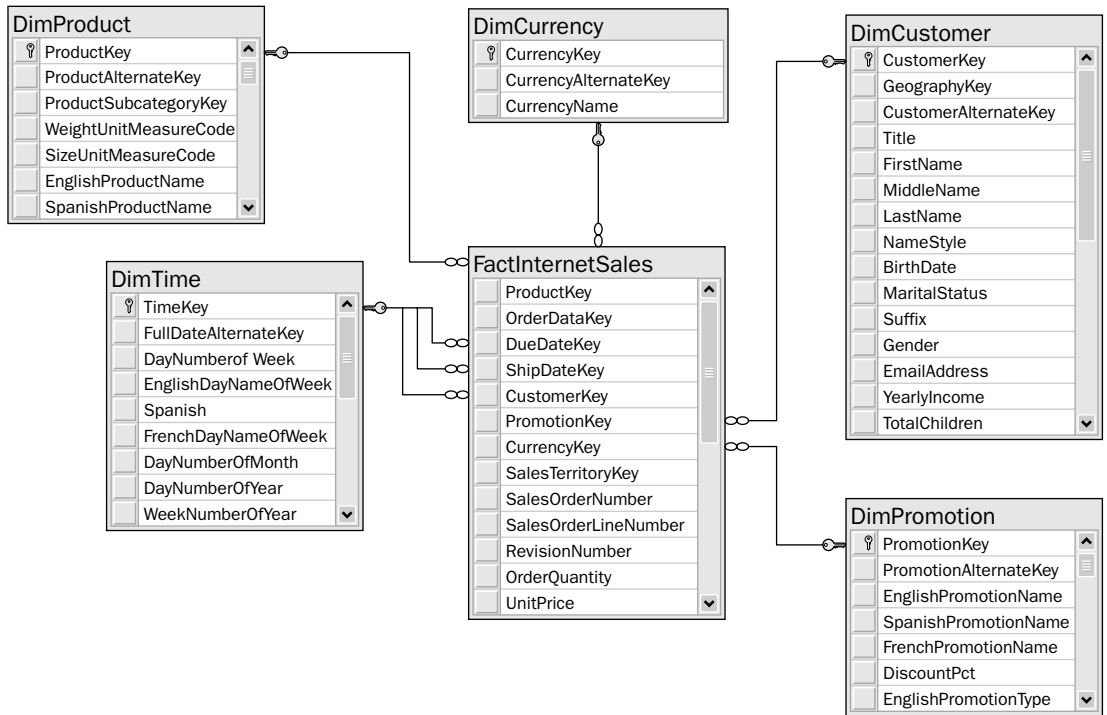 DimProduct
ProductKey
ProductAlternateKey
ProductSubcategoryKey
WeightUnitMeasureCode
SizeUnitMeasureCode
EnglishProductName
SpanishProductName
DimCurrency
CurrencyKey
CurrencyAlternateKey
CurrencyName
DimCustomer
CustomerKey
GeographyKey
CustomerAlternateKey
Title
FirstName
MiddleName
LastName
NameStyle
BirthDate
MaritalStatus
Suffix
Gender
EmailAddress
YearlyIncome
TotalChildren
DimTime
TimeKey
FullDateAlternateKey
DayNumberof Week
EnglishDayNameOfWeek
Spanish
FrenchDayNameOfWeek
DayNumberOfMonth
DayNumberOfYear
WeekNumberOfYear
FactInternetSales
ProductKey
OrderDataKey
DueDateKey
ShipDateKey
CustomerKey
PromotionKey
CurrencyKey
SalesTerritoryKey
SalesOrderNumber
SalesOrderLineNumber
RevisionNumber
OrderQuantity
UnitPrice
DimPromotion
PromotionKey
PromotionAlternateKey
EnglishPromotionName
SpanishPromotionName
FrenchPromotionName
DiscountPct
EnglishPromotionType